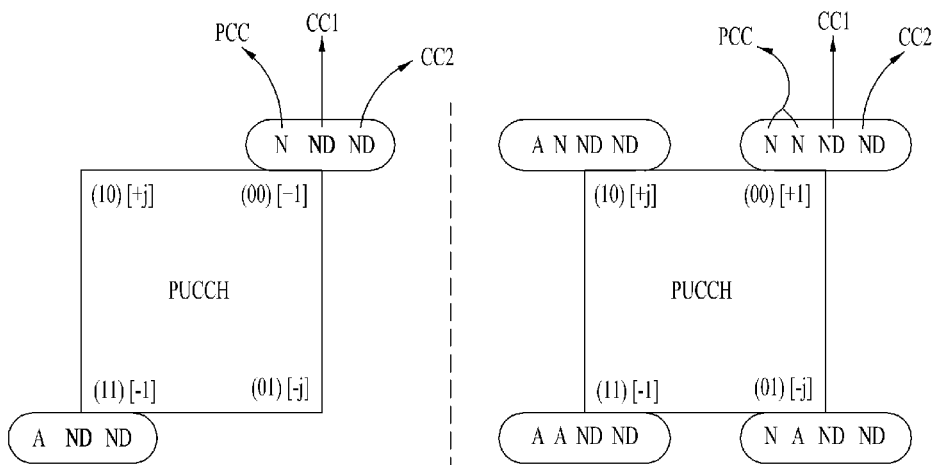 PCC CC1 CC2
N ND ND
(10) [+j] (00) [−1]
PUCCH
(11) [-1] (01) [-j]
A ND ND
PCC CC1 CC2
A N ND ND
N N ND ND
(10) [+j] (00) [+1]
PUCCH
(11) [-1] (01) [-j]
A A ND ND
N A ND ND